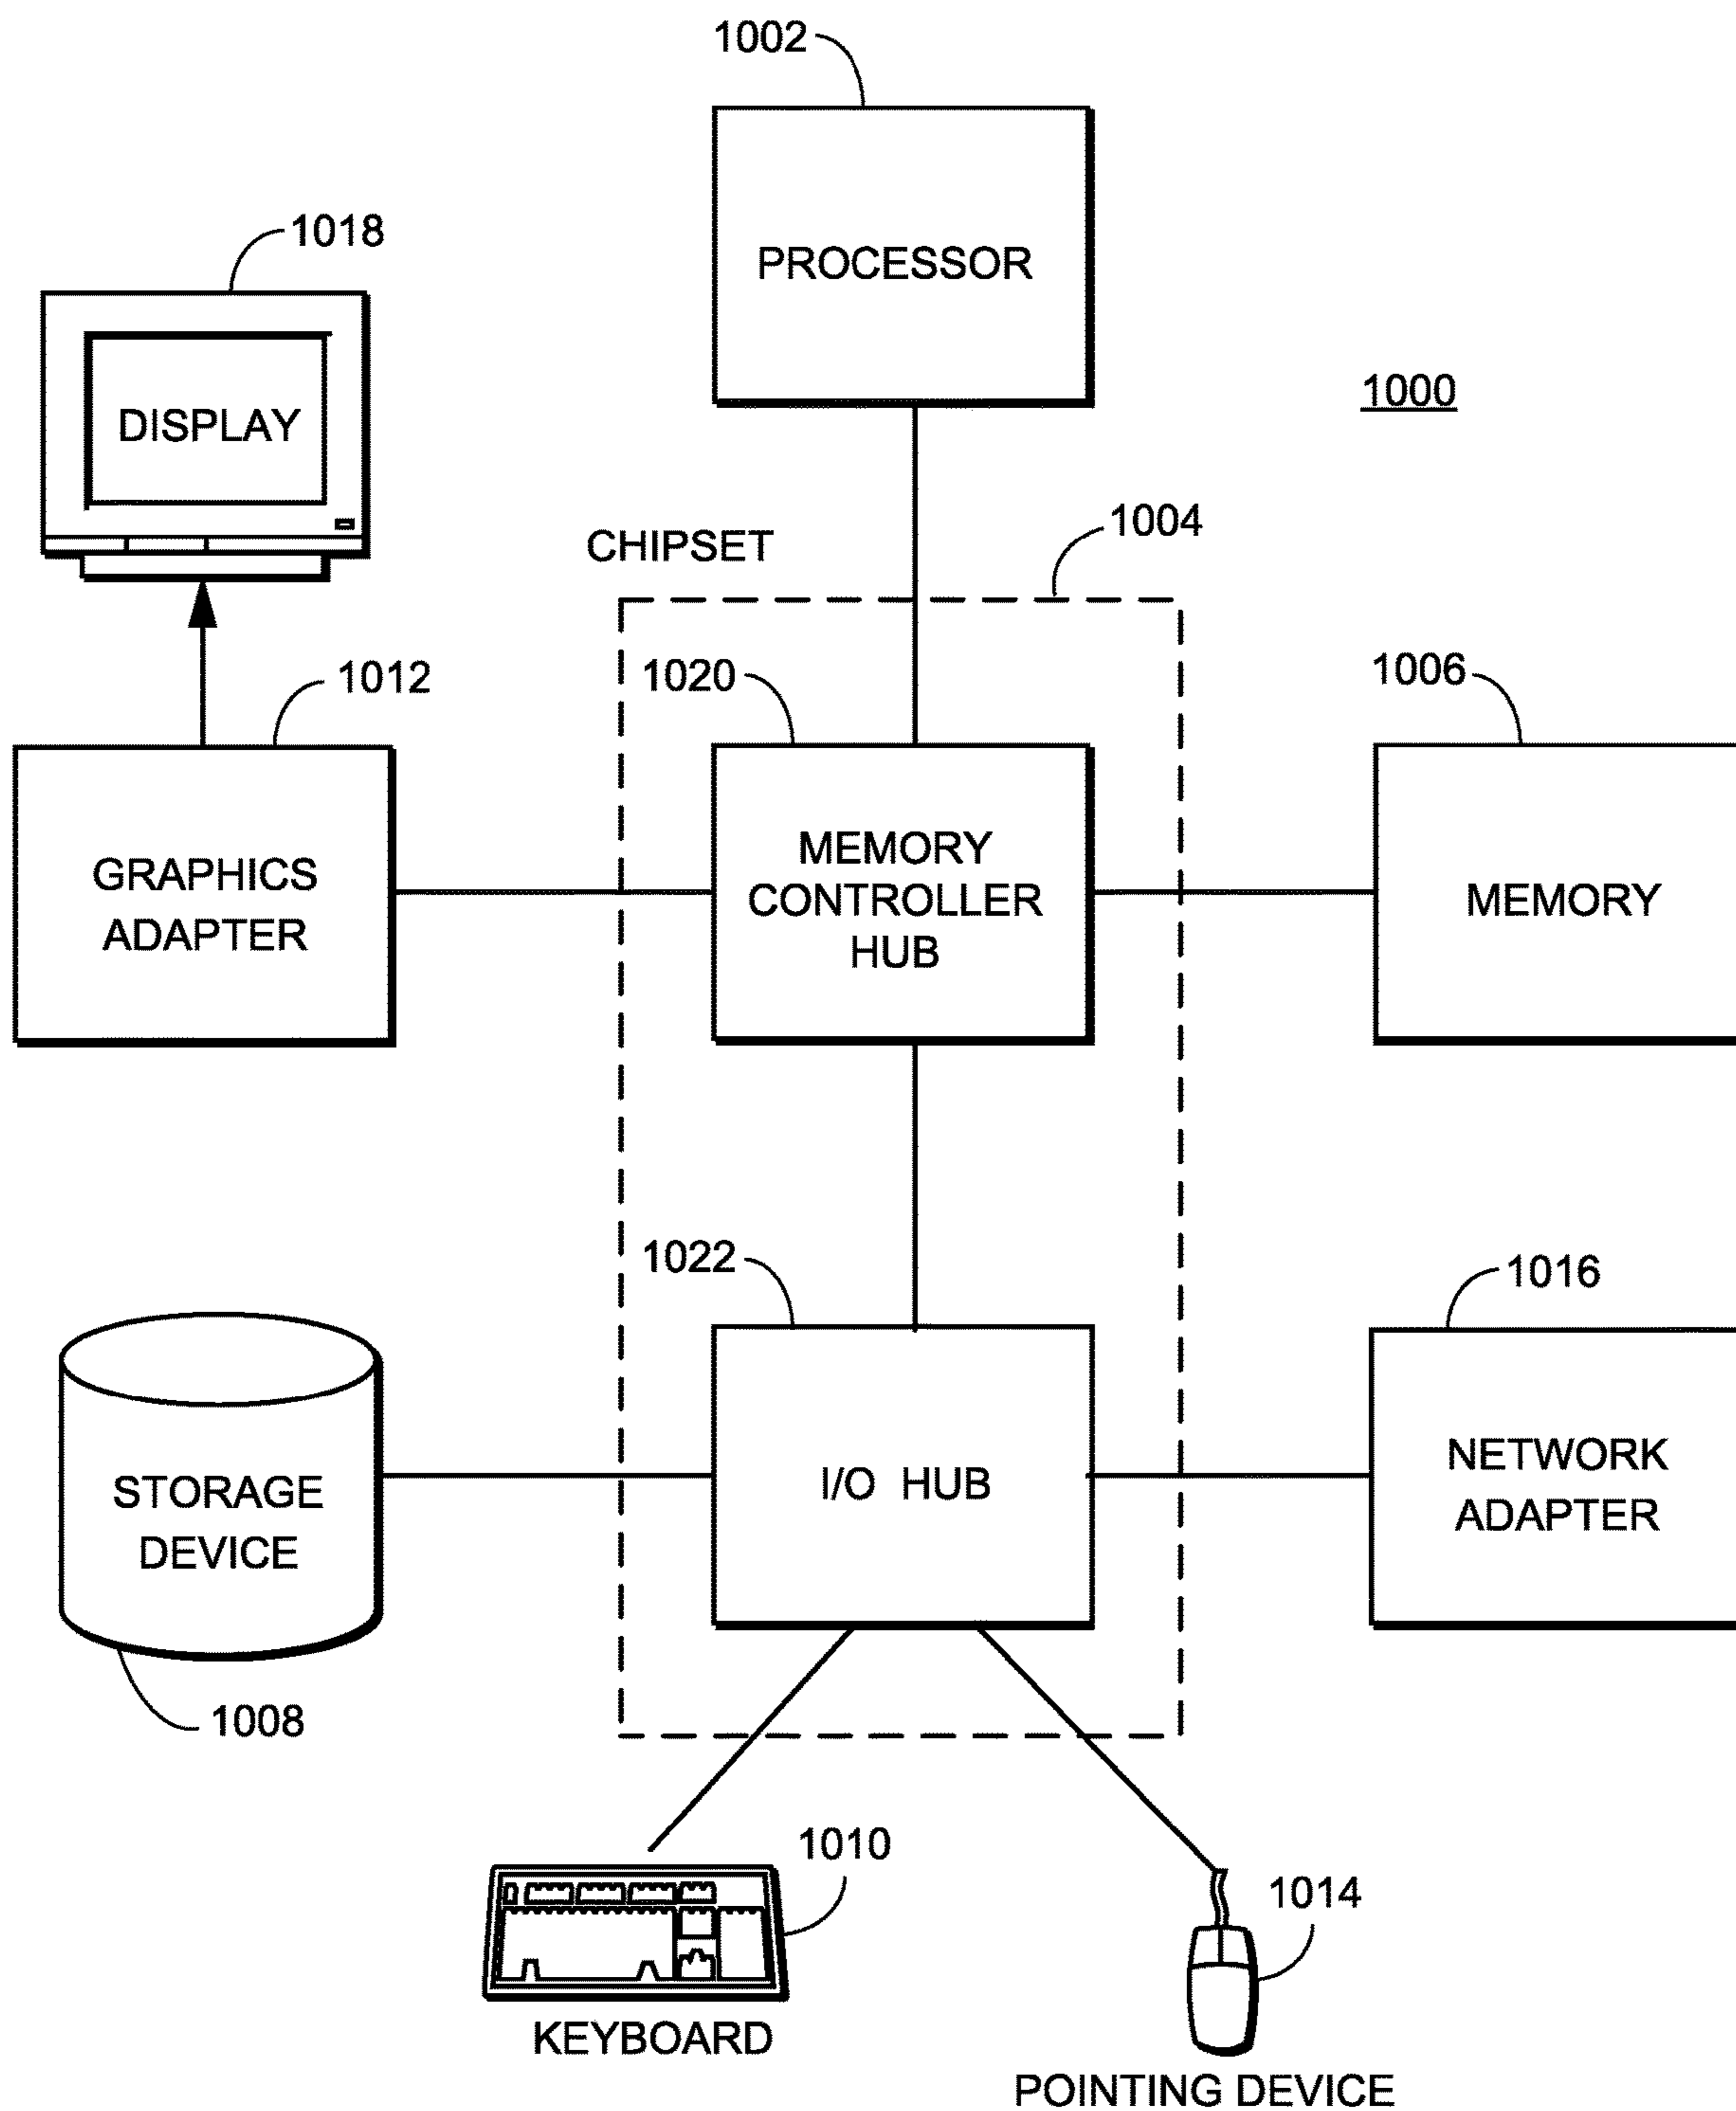 1002
PROCESSOR
1018
DISPLAY
1000
CHIPSET
1004
1012
GRAPHICS
ADAPTER
1020
MEMORY
CONTROLLER
HUB
1006
MEMORY
1022
I/O HUB
1016
NETWORK
ADAPTER
STORAGE
DEVICE
1008
1010
KEYBOARD
1014
POINTING DEVICE